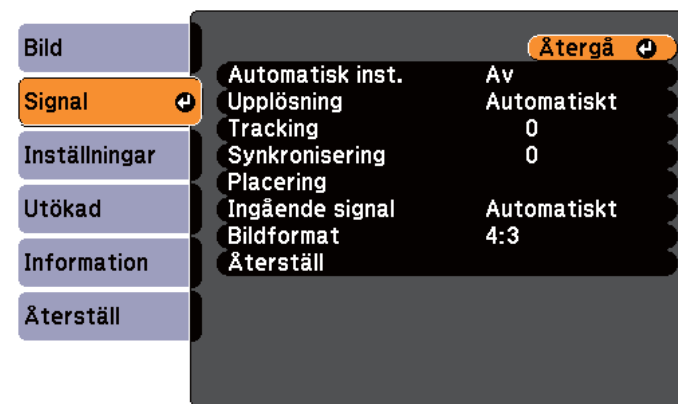 Bild
Signal
Inställningar
Utökad
Information
Återställ
Återgå
Automatisk inst. Av
Upplösning Automatiskt
Tracking 0
Synkronisering 0
Placering
Ingående signal Automatiskt
Bildformat 4:3
Återställ